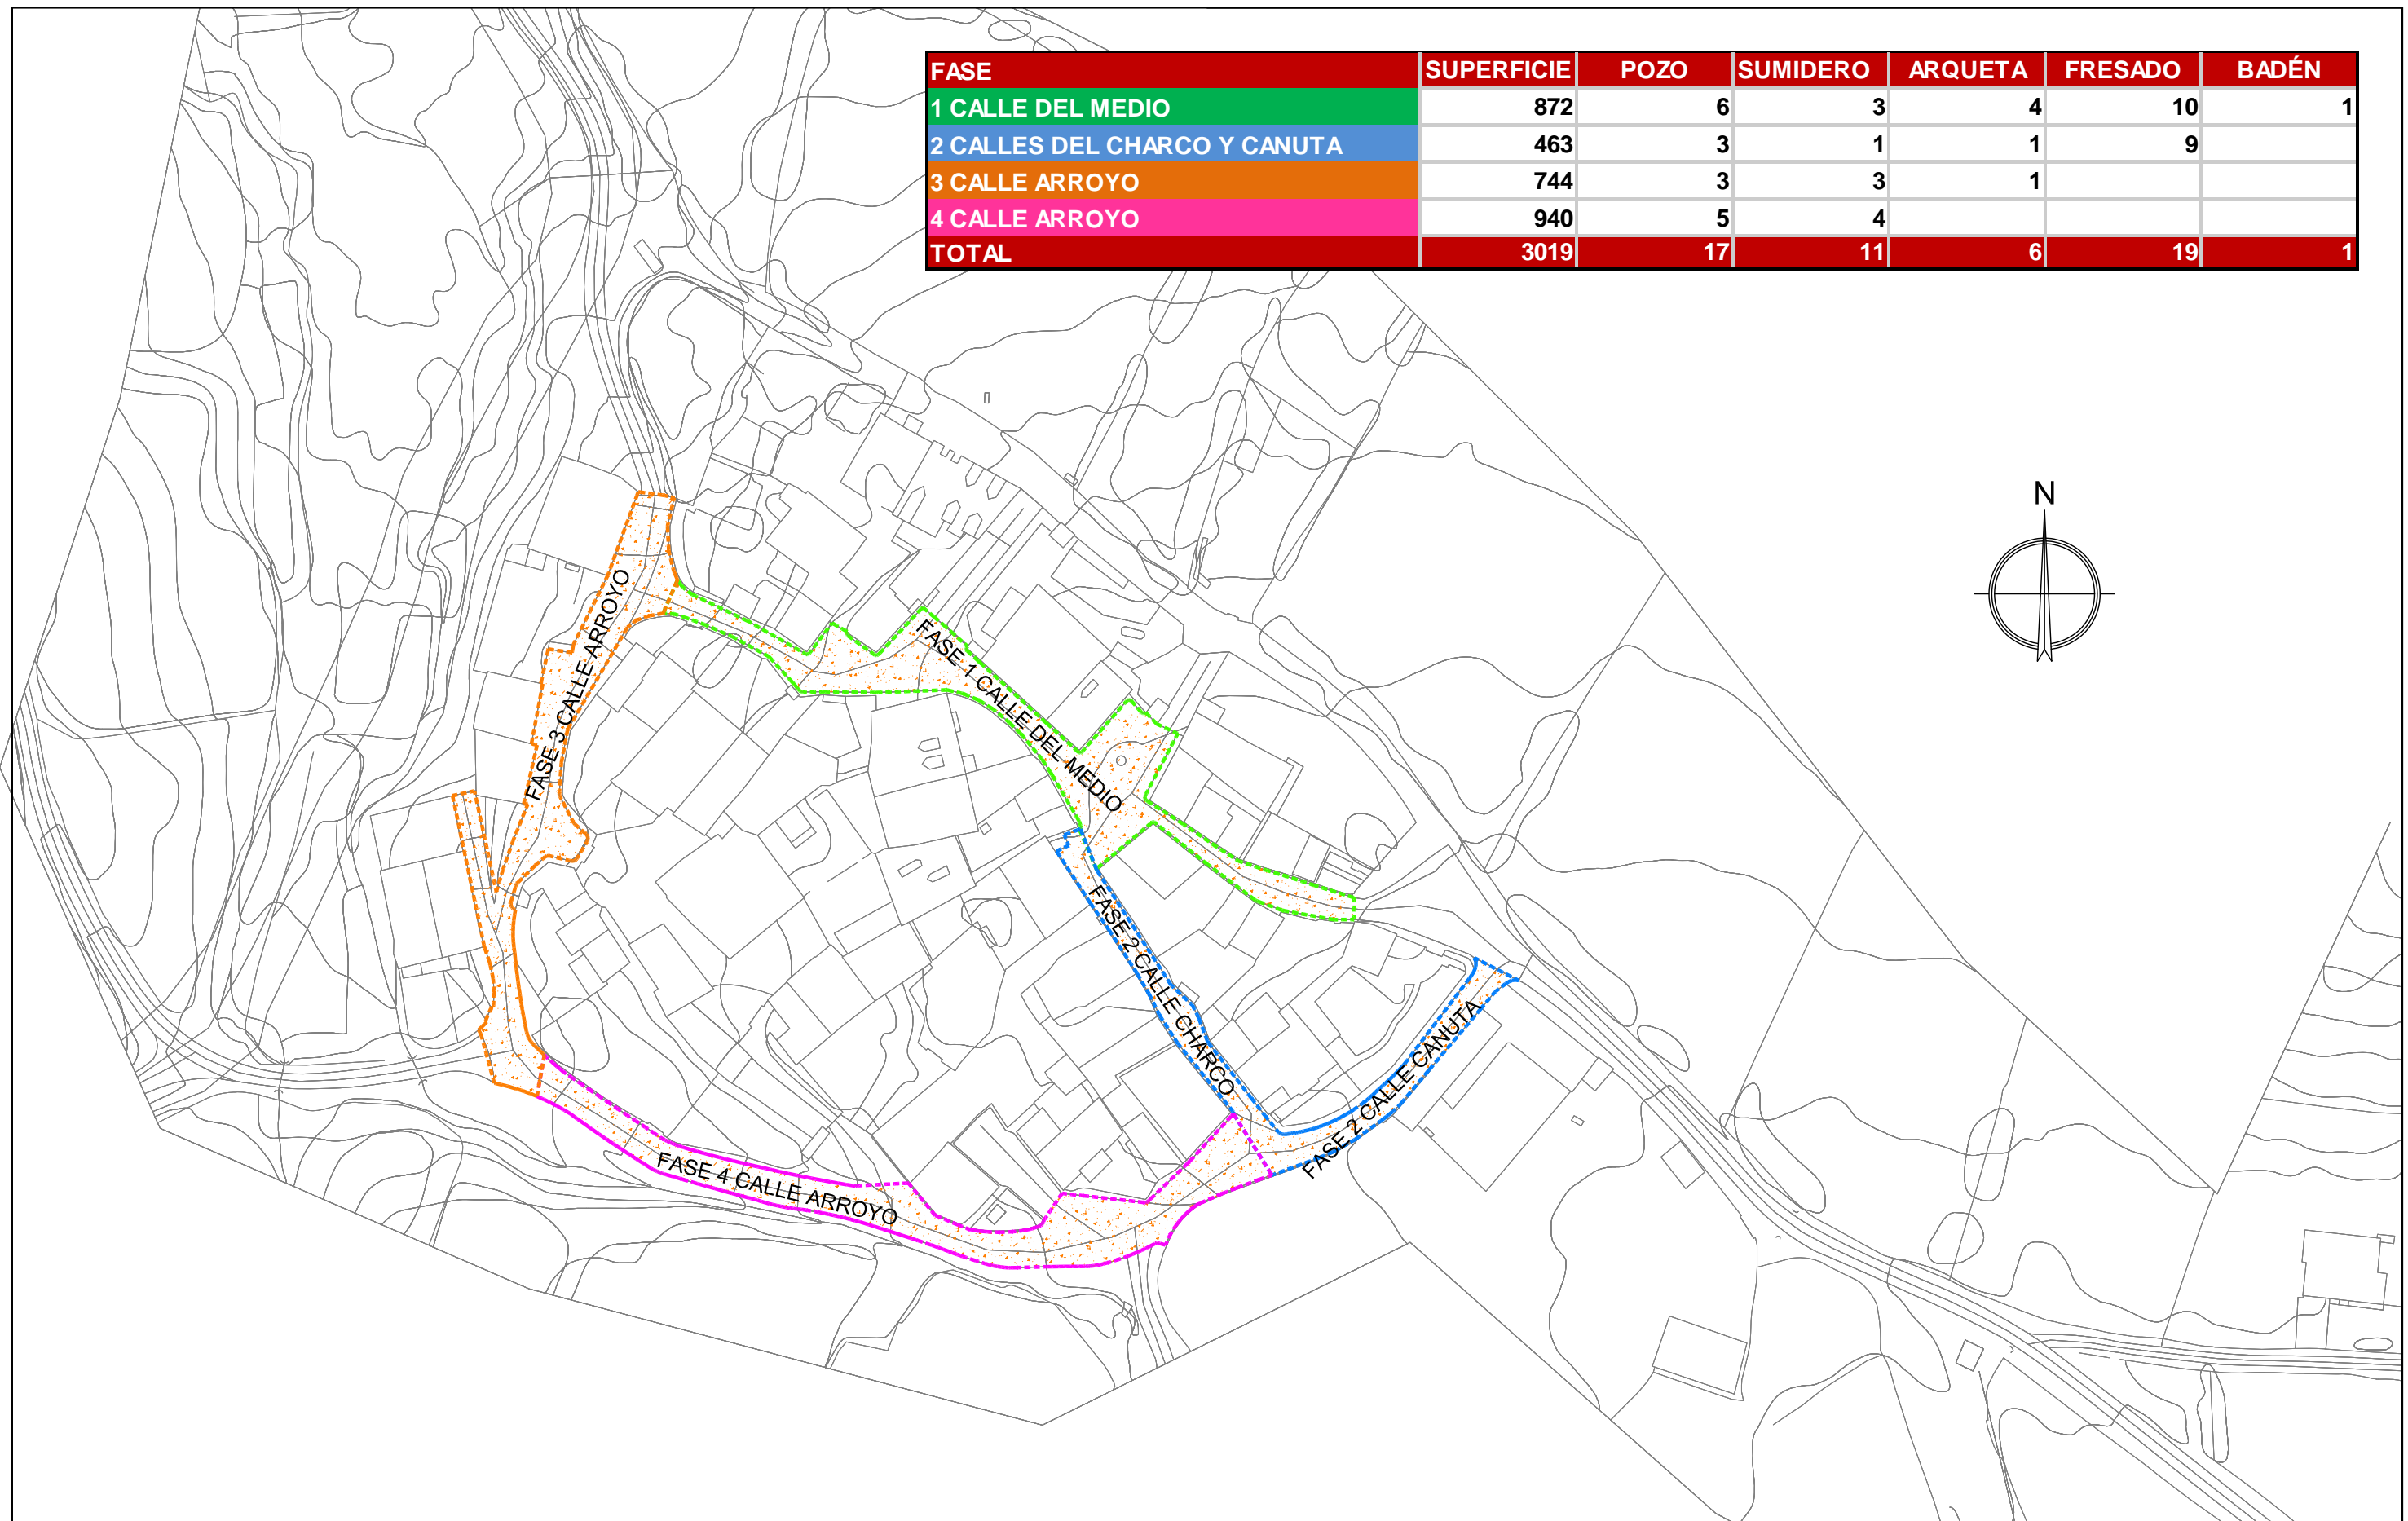 FASE SUPERFICIE POZO SUMIDERO ARQUETA FRESADO BADÉN
1 CALLE DEL MEDIO 872 6 3 4 10 1
2 CALLES DEL CHARCO Y CANUTA 463 3 1 1 9
3 CALLE ARROYO 744 3 3 1
4 CALLE ARROYO 940 5 4
TOTAL 3019 17 11 6 19 1
N
FASE 3 CALLE ARROYO
FASE 1 CALLE DEL MEDIO
FASE 2 CALLE CHARCO
FASE 2 CALLE CANUTA
FASE 4 CALLE ARROYO